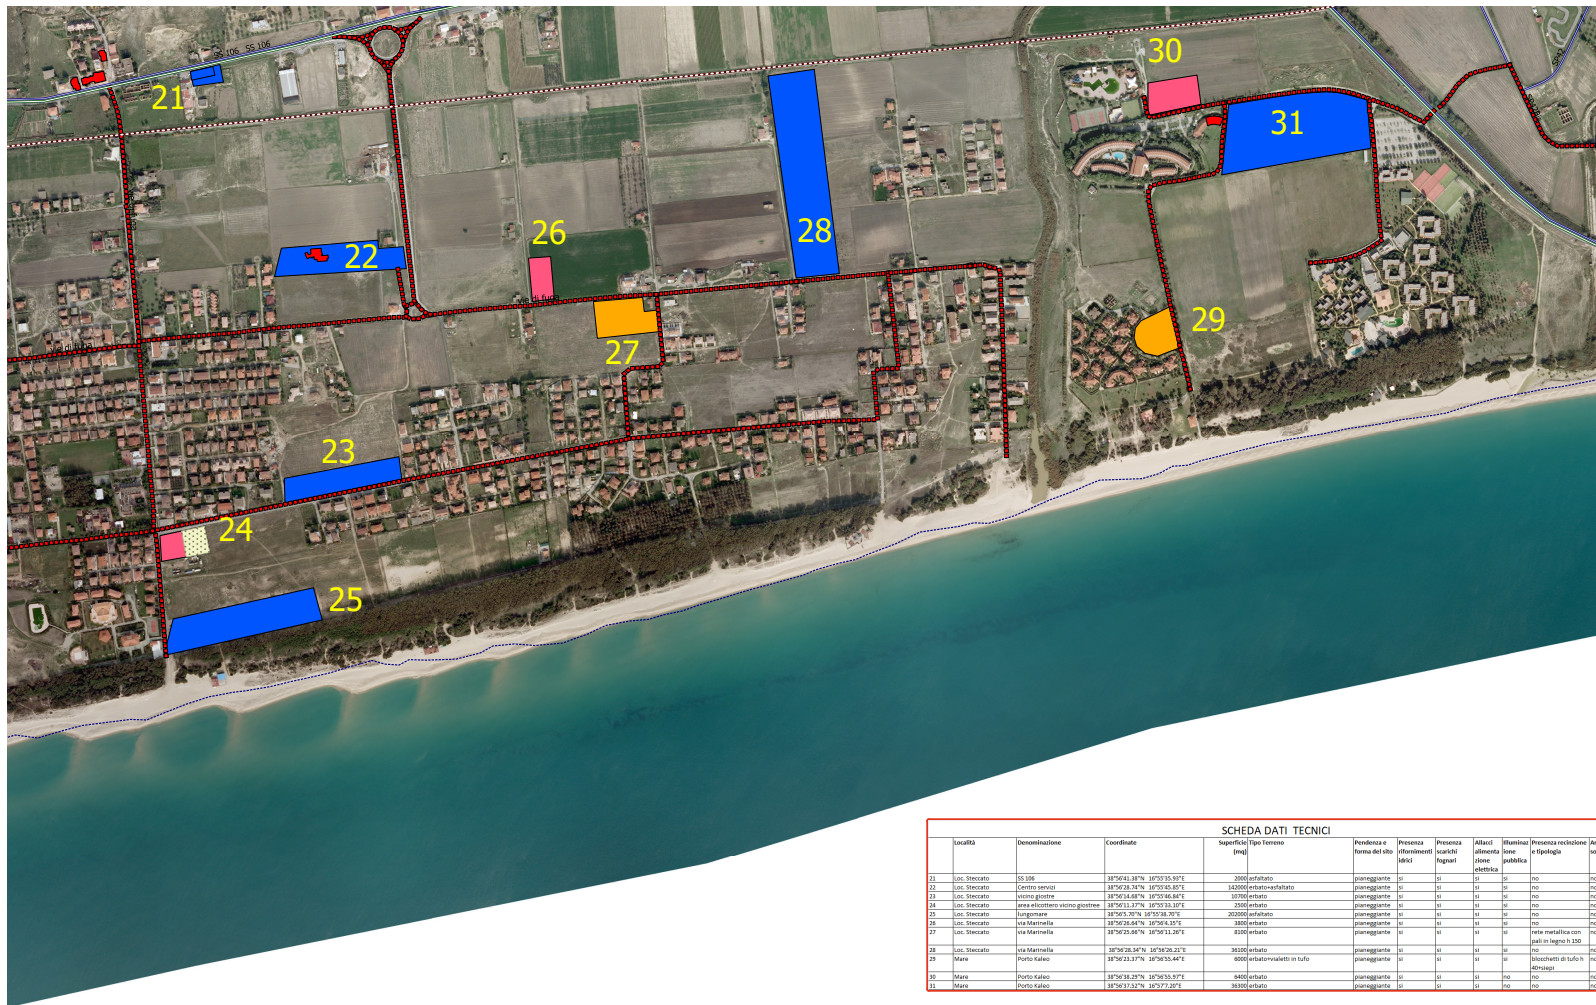 SS 106 SS 106
21
30
31
22
26
28
vie di fuga
29
27
vie di fuga
23
24
25
SCHEDA DATI TECNICI
Località Denominazione Coordinate Superficie (mq) Tipo Terreno Pendenza e forma del sito Presenza rifornimenti idrici Presenza scarichi fognari Allacci alimenta zione elettrica Illuminaz ione pubblica Presenza recinzione e tipologia
21 Loc. Steccato SS 106 38°56'41.38"N 16°55'35.93"E 2000 asfaltato pianeggiante si si si si no
22 Loc. Steccato Centro servizi 38°56'28.74"N 16°55'45.85"E 142000 erbato+asfaltato pianeggiante si si si si no
23 Loc. Steccato vicino giostre 38°56'14.68"N 16°55'46.84"E 10700 erbato pianeggiante si si si si no
24 Loc. Steccato area elicottero vicino giostree 38°56'11.37"N 16°55'33.10"E 2500 erbato pianeggiante si si si si no
25 Loc. Steccato lungomare 38°56'5.70"N 16°55'38.70"E 202000 asfaltato pianeggiante si si si si no
26 Loc. Steccato via Marinella 38°56'26.64"N 16°56'4.35"E 3800 erbato pianeggiante si si si si no
27 Loc. Steccato via Marinella 38°56'25.66"N 16°56'11.26"E 8100 erbato pianeggiante si si si si rete metallica con pali in legno h 150
28 Loc. Steccato via Marinella 38°56'28.34"N 16°56'26.21"E 36100 erbato pianeggiante si si si si no
29 Mare Porto Kaleo 38°56'23.37"N 16°56'55.44"E 6000 erbato+vialetti in tufo pianeggiante si si si si blocchetti di tufo h 40+siepi
30 Mare Porto Kaleo 38°56'38.29"N 16°56'55.97"E 6400 erbato pianeggiante si si si no no
31 Mare Porto Kaleo 38°56'37.52"N 16°57'7.20"E 36300 erbato pianeggiante si si si no no